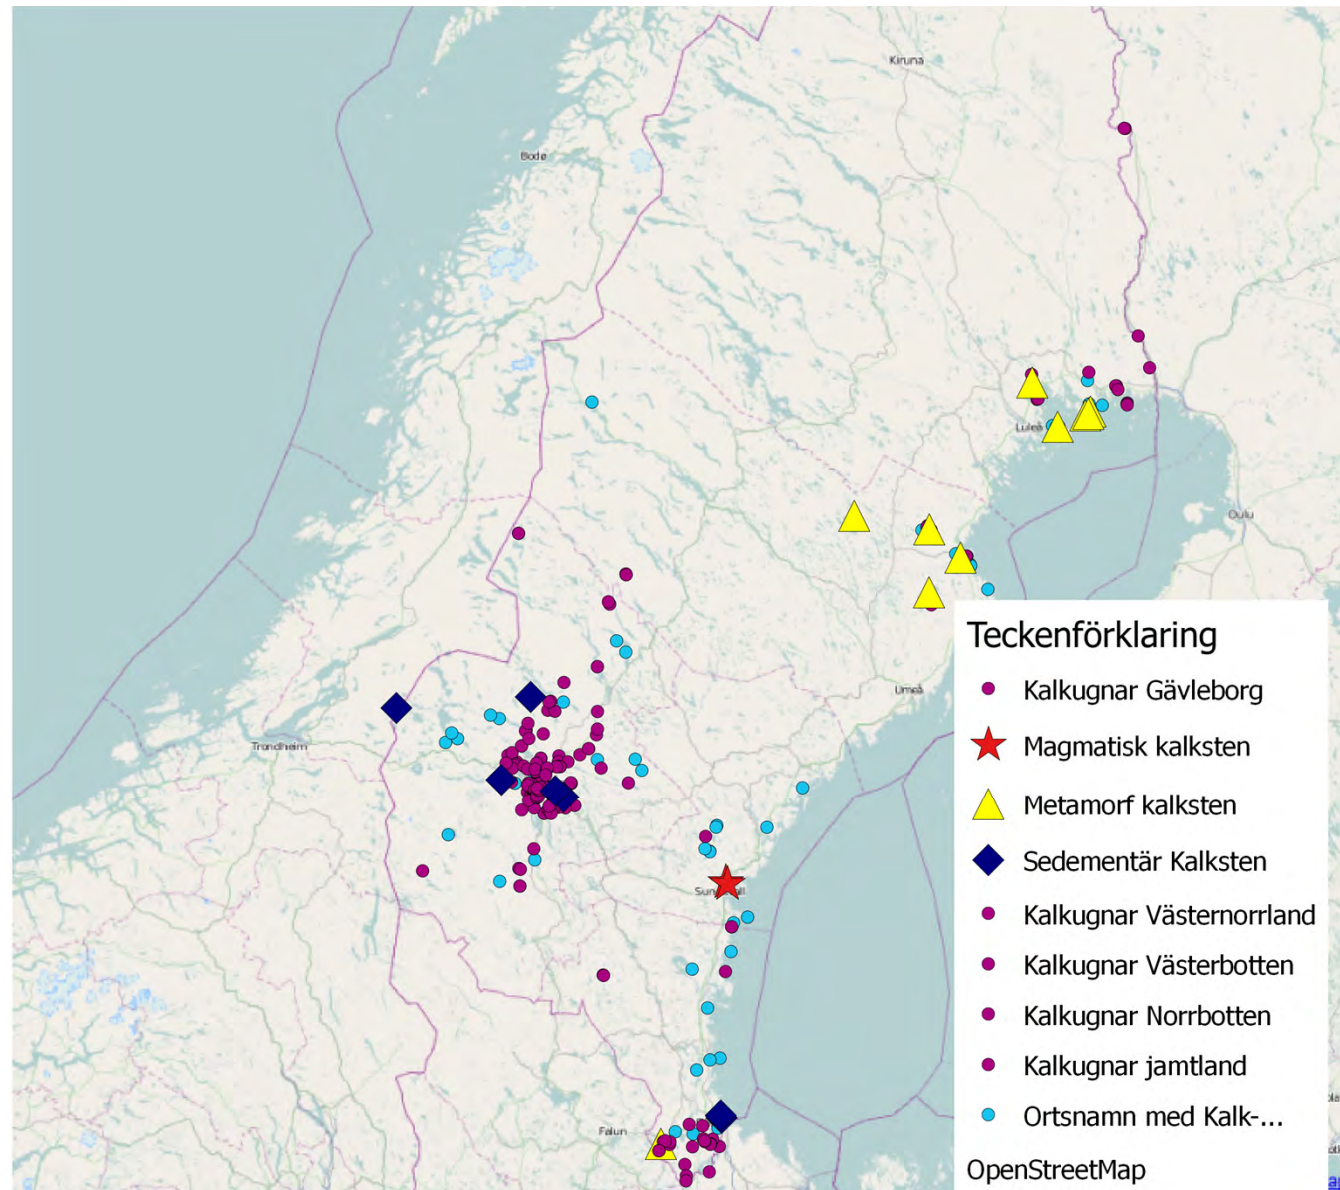 Kiruna
Bodø
Luleå
Oulu
Umeå
Trondheim
Falun
Teckenförklaring
Kalkugnar Gävleborg
Magmatisk kalksten
Metamorf kalksten
Sedementär Kalksten
Kalkugnar Västernorrland
Kalkugnar Västerbotten
Kalkugnar Norrbotten
Kalkugnar jamtland
Ortsnamn med Kalk-...
OpenStreetMap